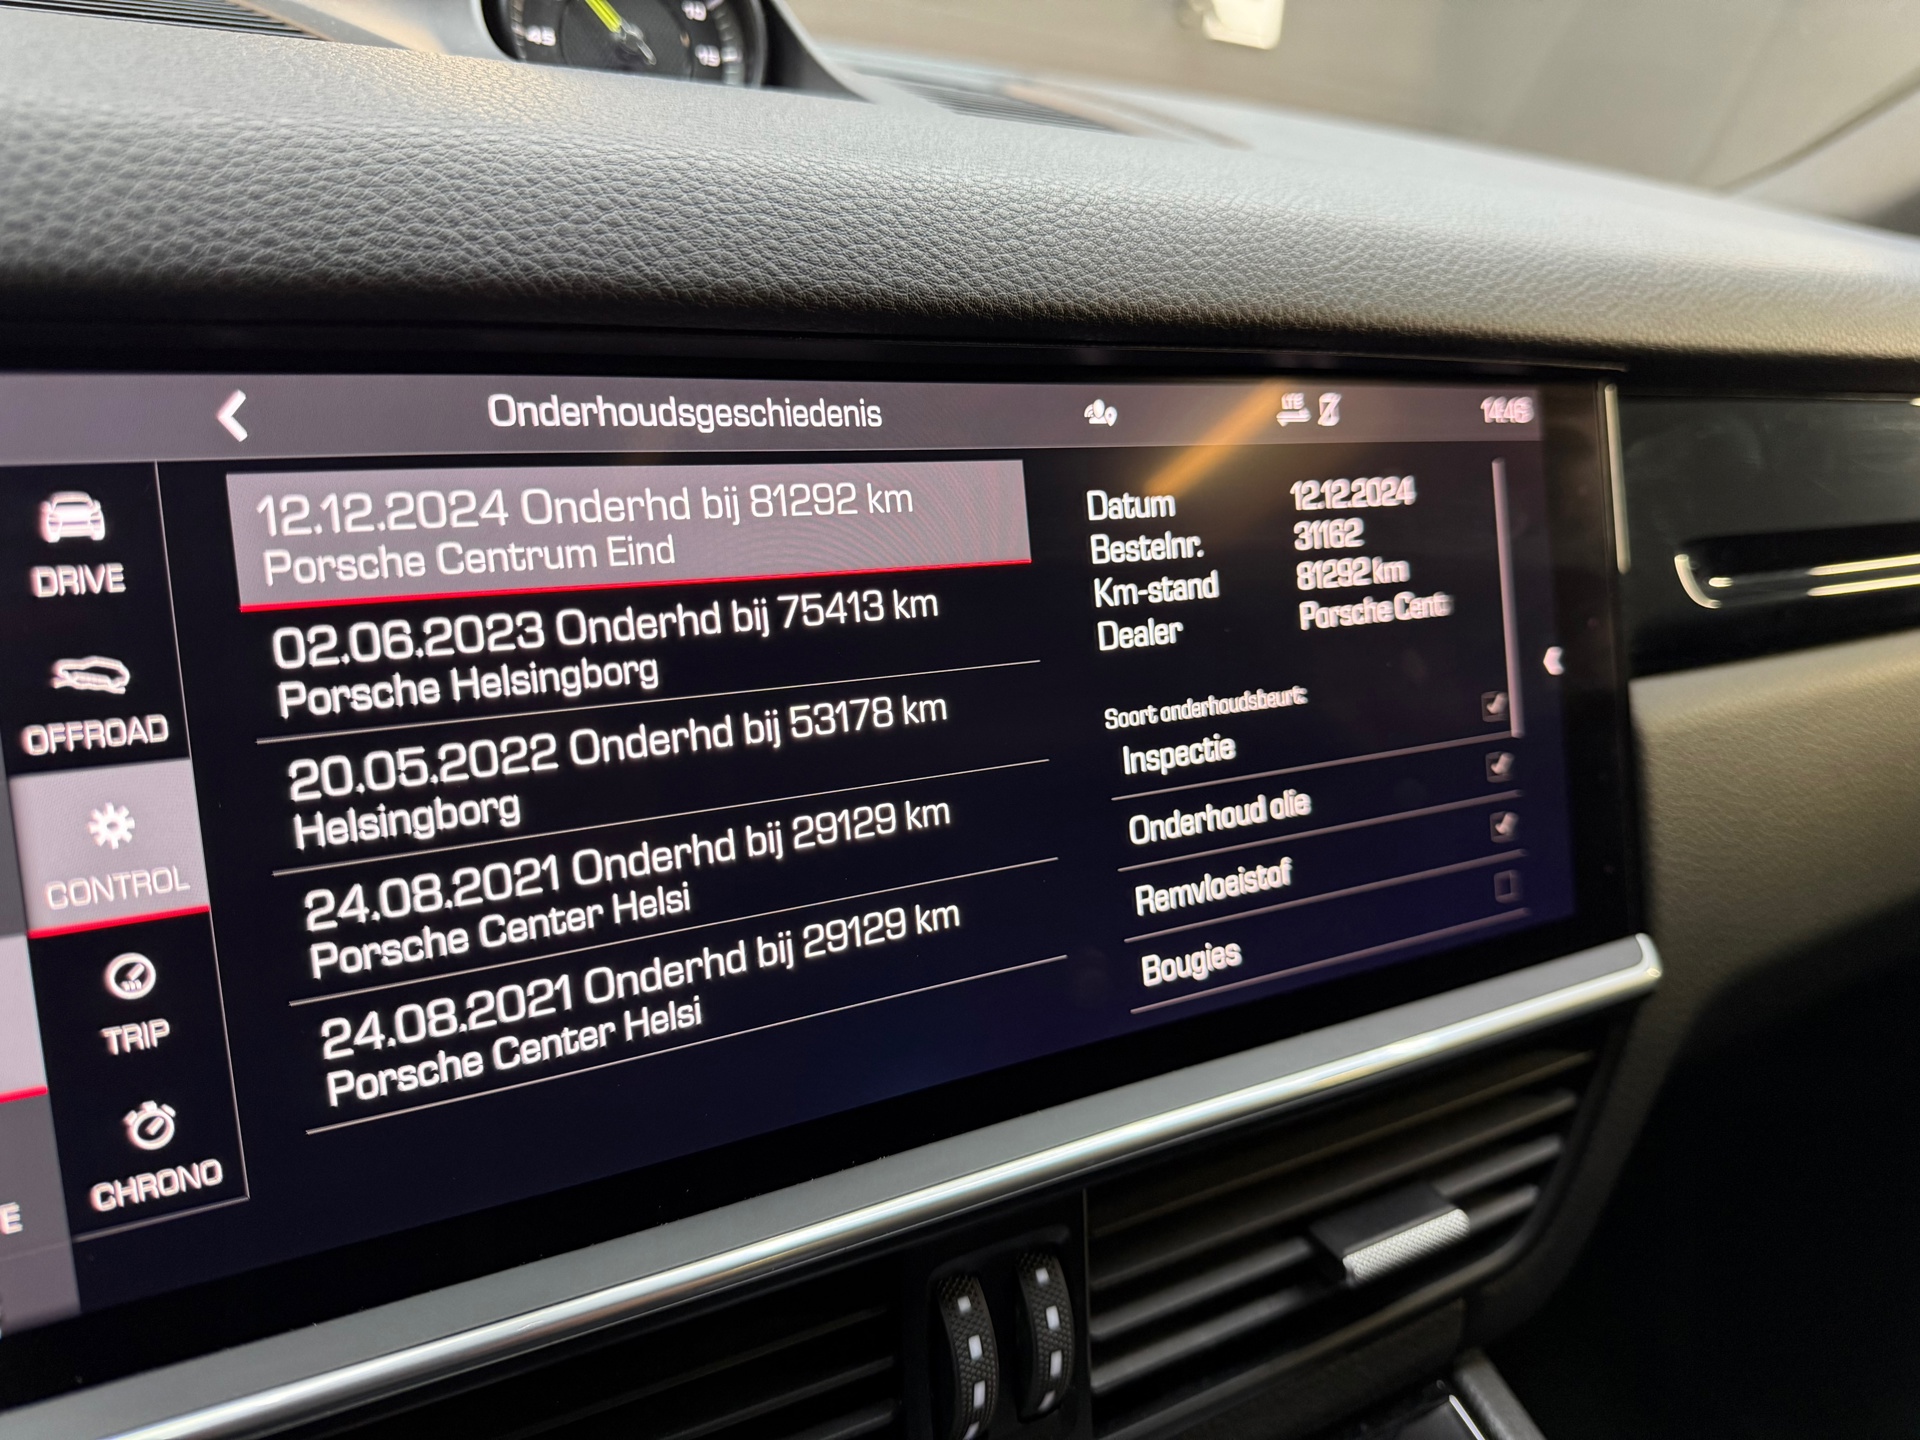 Onderhoudsgeschiedenis
LTE
14:46
DRIVE
OFFROAD
CONTROL
TRIP
CHRONO
E
12.12.2024 Onderhd bij 81292 km
Porsche Centrum Eind
02.06.2023 Onderhd bij 75413 km
Porsche Helsingborg
20.05.2022 Onderhd bij 53178 km
Helsingborg
24.08.2021 Onderhd bij 29129 km
Porsche Center Helsi
24.08.2021 Onderhd bij 29129 km
Porsche Center Helsi
Datum 12.12.2024
Bestelnr. 31162
Km-stand 81292 km
Dealer Porsche Cent
Soort onderhoudsbeurt:
Inspectie
Onderhoud olie
Remvloeistof
Bougies